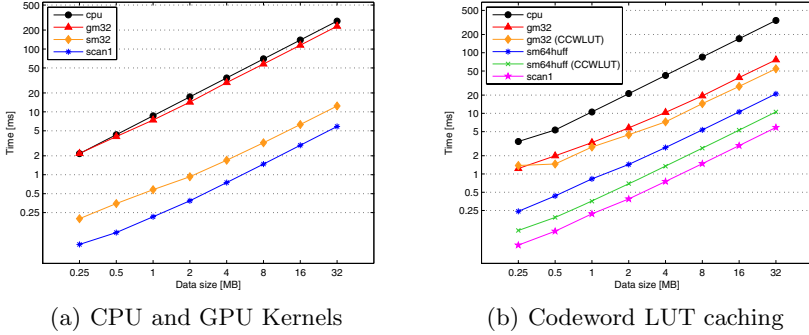 500
200
100
50
20
10
5
2
1
0.5
0.25
Time [ms]
cpu
gm32
sm32
scan1
0.25 0.5 1 2 4 8 16 32
Data size [MB]
(a) CPU and GPU Kernels
500
200
100
50
20
10
5
2
1
0.5
0.25
Time [ms]
cpu
gm32
gm32 (CCWLUT)
sm64huff
sm64huff (CCWLUT)
scan1
0.25 0.5 1 2 4 8 16 32
Data size [MB]
(b) Codeword LUT caching